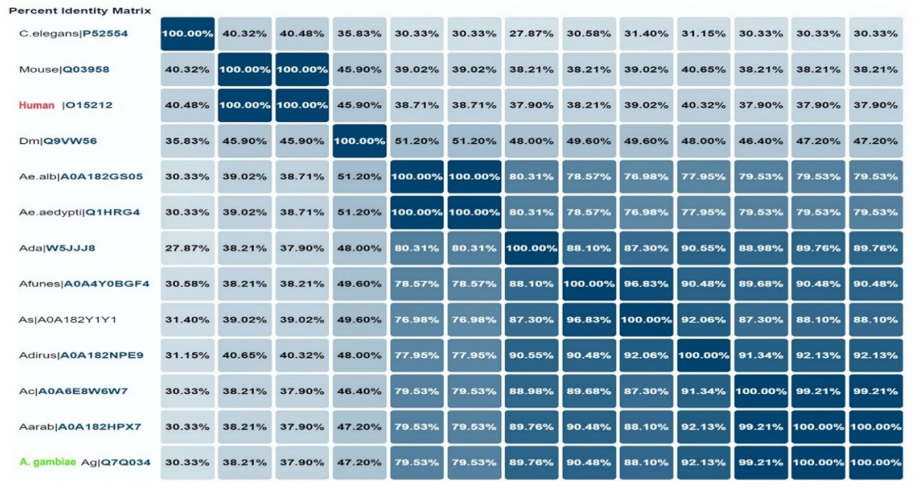 Percent Identity Matrix
C.elegans|P52554 100.00% 40.32% 40.48% 35.83% 30.33% 30.33% 27.87% 30.58% 31.40% 31.15% 30.33% 30.33% 30.33%
Mouse|Q03958 40.32% 100.00% 100.00% 45.90% 39.02% 39.02% 38.21% 38.21% 39.02% 40.65% 38.21% 38.21% 38.21%
Human |O15212 40.48% 100.00% 100.00% 45.90% 38.71% 38.71% 37.90% 38.21% 39.02% 40.32% 37.90% 37.90% 37.90%
Dm|Q9VW56 35.83% 45.90% 45.90% 100.00% 51.20% 51.20% 48.00% 49.60% 49.60% 48.00% 46.40% 47.20% 47.20%
Ae.alb|A0A182GS05 30.33% 39.02% 38.71% 51.20% 100.00% 100.00% 80.31% 78.57% 76.98% 77.95% 79.53% 79.53% 79.53%
Ae.aedypti|Q1HRG4 30.33% 39.02% 38.71% 51.20% 100.00% 100.00% 80.31% 78.57% 76.98% 77.95% 79.53% 79.53% 79.53%
Ada|W5JJJ8 27.87% 38.21% 37.90% 48.00% 80.31% 80.31% 100.00% 88.10% 87.30% 90.55% 88.98% 89.76% 89.76%
Afunes|A0A4Y0BGF4 30.58% 38.21% 38.21% 49.60% 78.57% 78.57% 88.10% 100.00% 96.83% 90.48% 89.68% 90.48% 90.48%
As|A0A182Y1Y1 31.40% 39.02% 39.02% 49.60% 76.98% 76.98% 87.30% 96.83% 100.00% 92.06% 87.30% 88.10% 88.10%
Adirus|A0A182NPE9 31.15% 40.65% 40.32% 48.00% 77.95% 77.95% 90.55% 90.48% 92.06% 100.00% 91.34% 92.13% 92.13%
Ac|A0A6E8W6W7 30.33% 38.21% 37.90% 46.40% 79.53% 79.53% 88.98% 89.68% 87.30% 91.34% 100.00% 99.21% 99.21%
Aarab|A0A182HPX7 30.33% 38.21% 37.90% 47.20% 79.53% 79.53% 89.76% 90.48% 88.10% 92.13% 99.21% 100.00% 100.00%
A. gambiae Ag|Q7Q034 30.33% 38.21% 37.90% 47.20% 79.53% 79.53% 89.76% 90.48% 88.10% 92.13% 99.21% 100.00% 100.00%